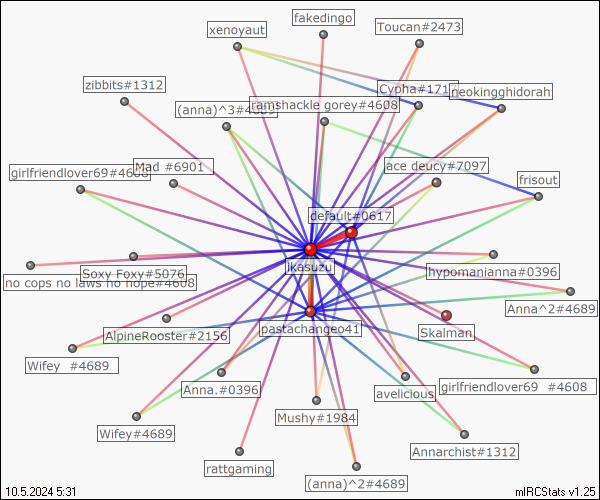 fakedingo
xenoyaut
Toucan#2473
zibbits#1312
Cypha#171
neokingghidorah
(anna)^3#4689
ramshackle gorey#4608
girlfriendlover69#4608
Mad #6901
ace deucy#7097
frisout
default#0617
ikasuzu
no cops no laws no hope#4608
Soxy Foxy#5076
hypomanianna#0396
Anna^2#4689
AlpineRooster#2156
pastachangeo41
Skalman
Wifey #4689
Anna.#0396
avelicious
girlfriendlover69 #4608
Mushy#1984
Wifey#4689
Annarchist#1312
rattgaming
(anna)^2#4689
10.5.2024 5:31
mIRCStats v1.25